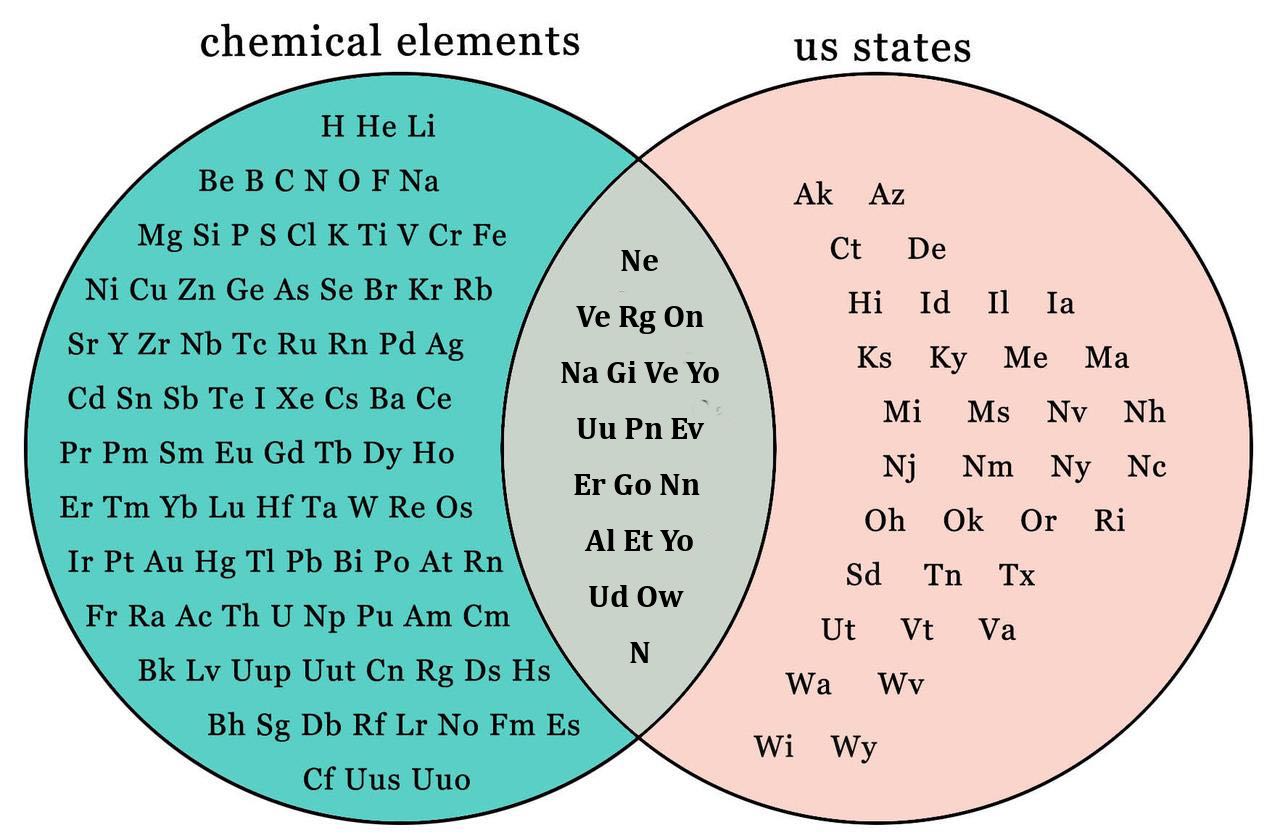 chemical elements
us states
H He Li
Be B C N O F Na
Mg Si P S Cl K Ti V Cr Fe
Ni Cu Zn Ge As Se Br Kr Rb
Sr Y Zr Nb Tc Ru Rn Pd Ag
Cd Sn Sb Te I Xe Cs Ba Ce
Pr Pm Sm Eu Gd Tb Dy Ho
Er Tm Yb Lu Hf Ta W Re Os
Ir Pt Au Hg Tl Pb Bi Po At Rn
Fr Ra Ac Th U Np Pu Am Cm
Bk Lv Uup Uut Cn Rg Ds Hs
Bh Sg Db Rf Lr No Fm Es
Cf Uus Uuo
Ne
Ve Rg On
Na Gi Ve Yo
Uu Pn Ev
Er Go Nn
Al Et Yo
Ud Ow
N
Ak Az
Ct De
Hi Id Il Ia
Ks Ky Me Ma
Mi Ms Nv Nh
Nj Nm Ny Nc
Oh Ok Or Ri
Sd Tn Tx
Ut Vt Va
Wa Wv
Wi Wy